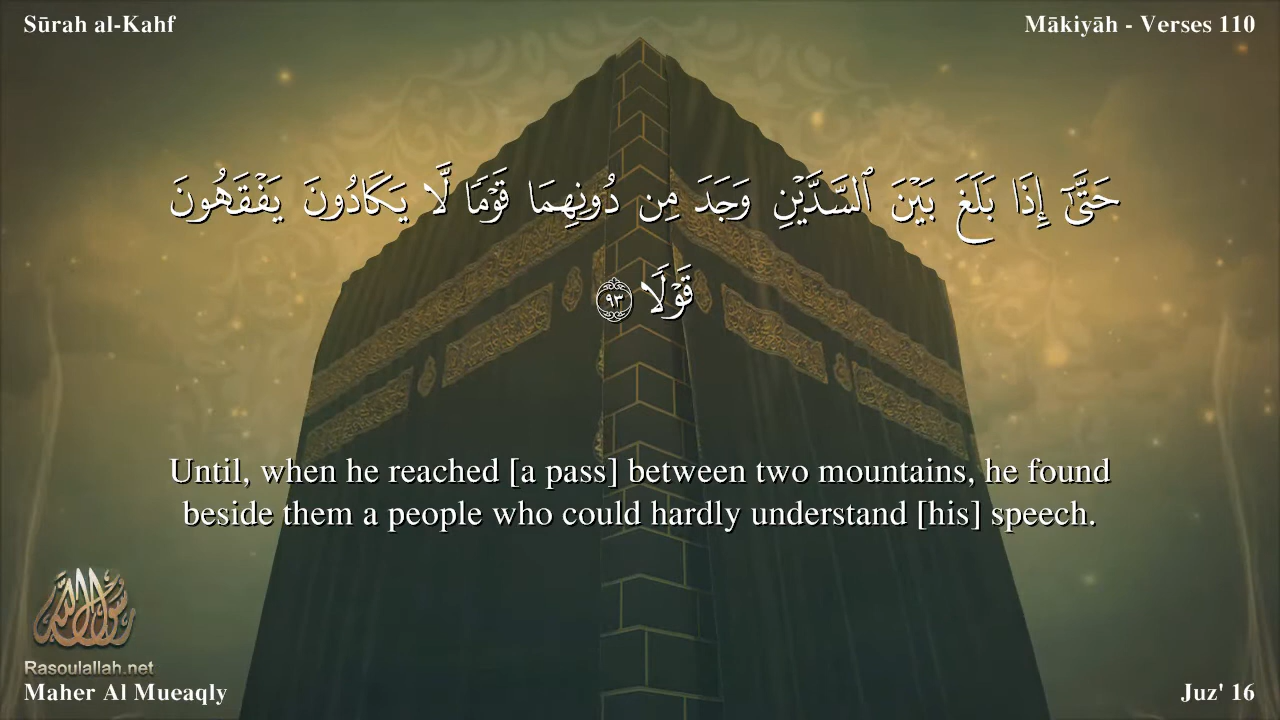 Sūrah al-Kahf
Mākiyāh - Verses 110
حَتَّىٰٓ إِذَا بَلَغَ بَيْنَ ٱلسَّدَّيْنِ وَجَدَ مِن دُونِهِمَا قَوْمًا لَّا يَكَادُونَ يَفْقَهُونَ
قَوْلًا ٩٣
Until, when he reached [a pass] between two mountains, he found
beside them a people who could hardly understand [his] speech.
رسول الله
Rasoulallah.net
Maher Al Mueaqly
Juz' 16